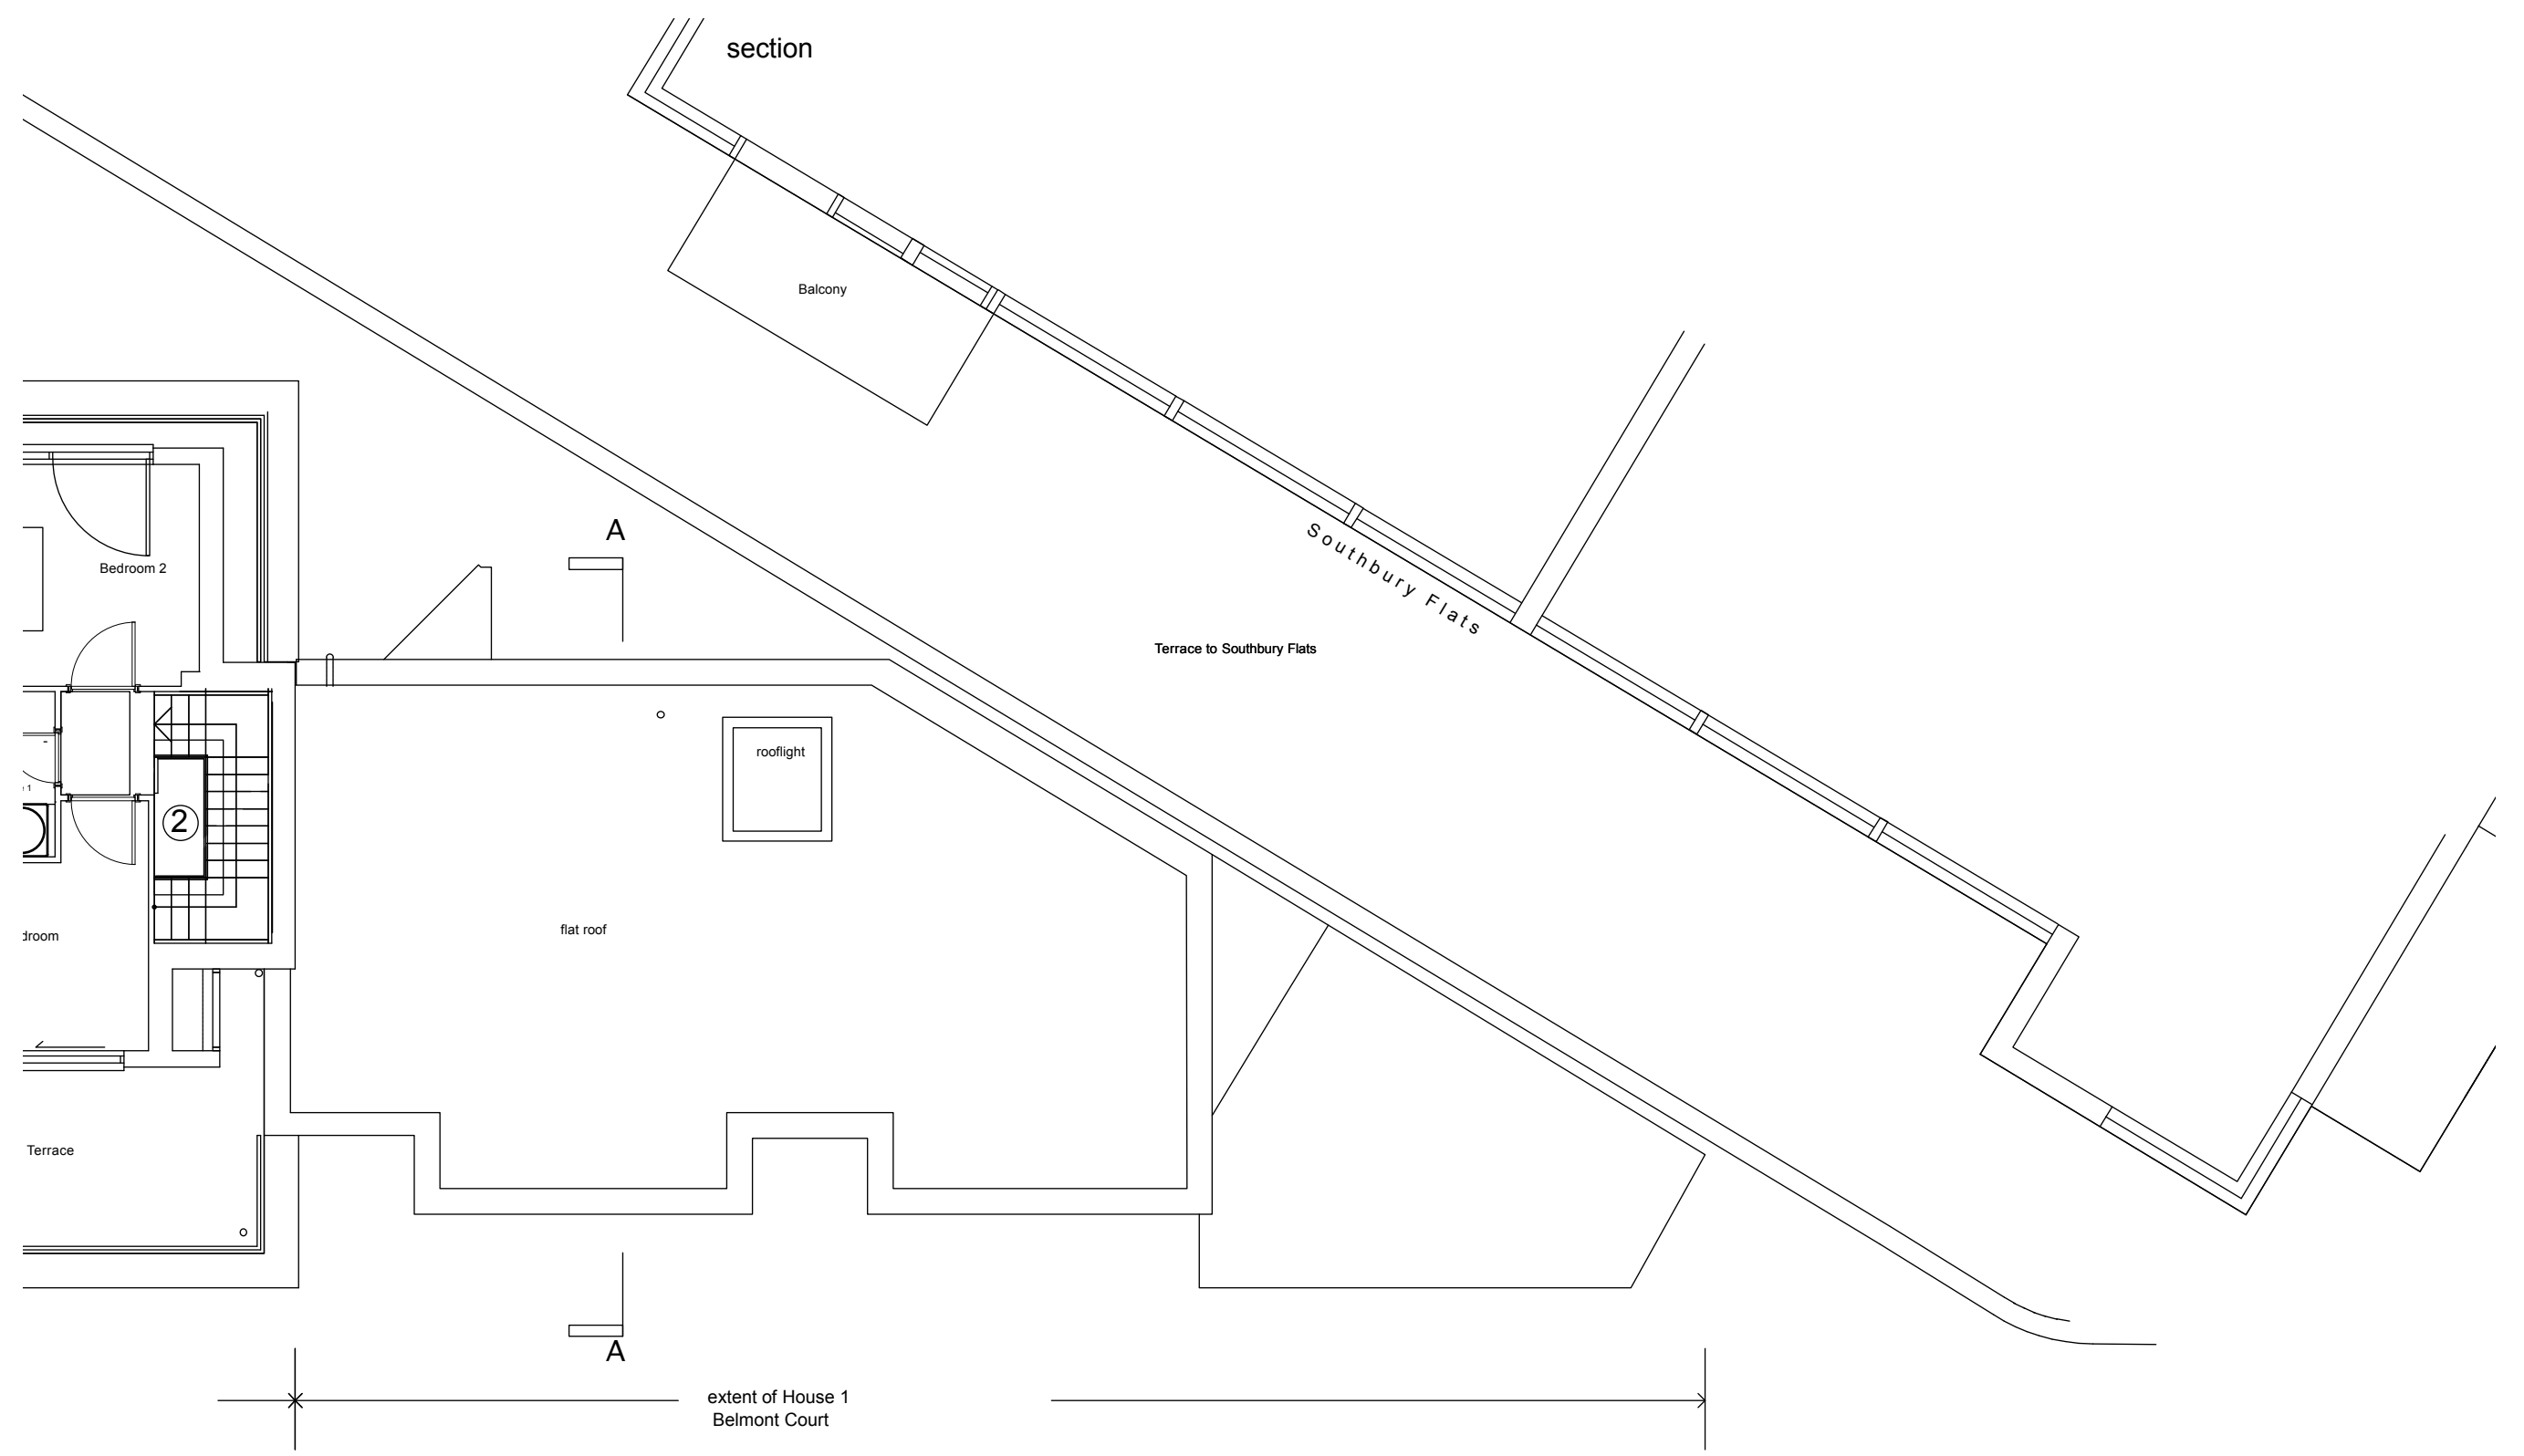 section
Balcony
A
Southbury Flats
Bedroom 2
Terrace to Southbury Flats
rooflight
2
flat roof
Terrace
A
extent of House 1
Belmont Court